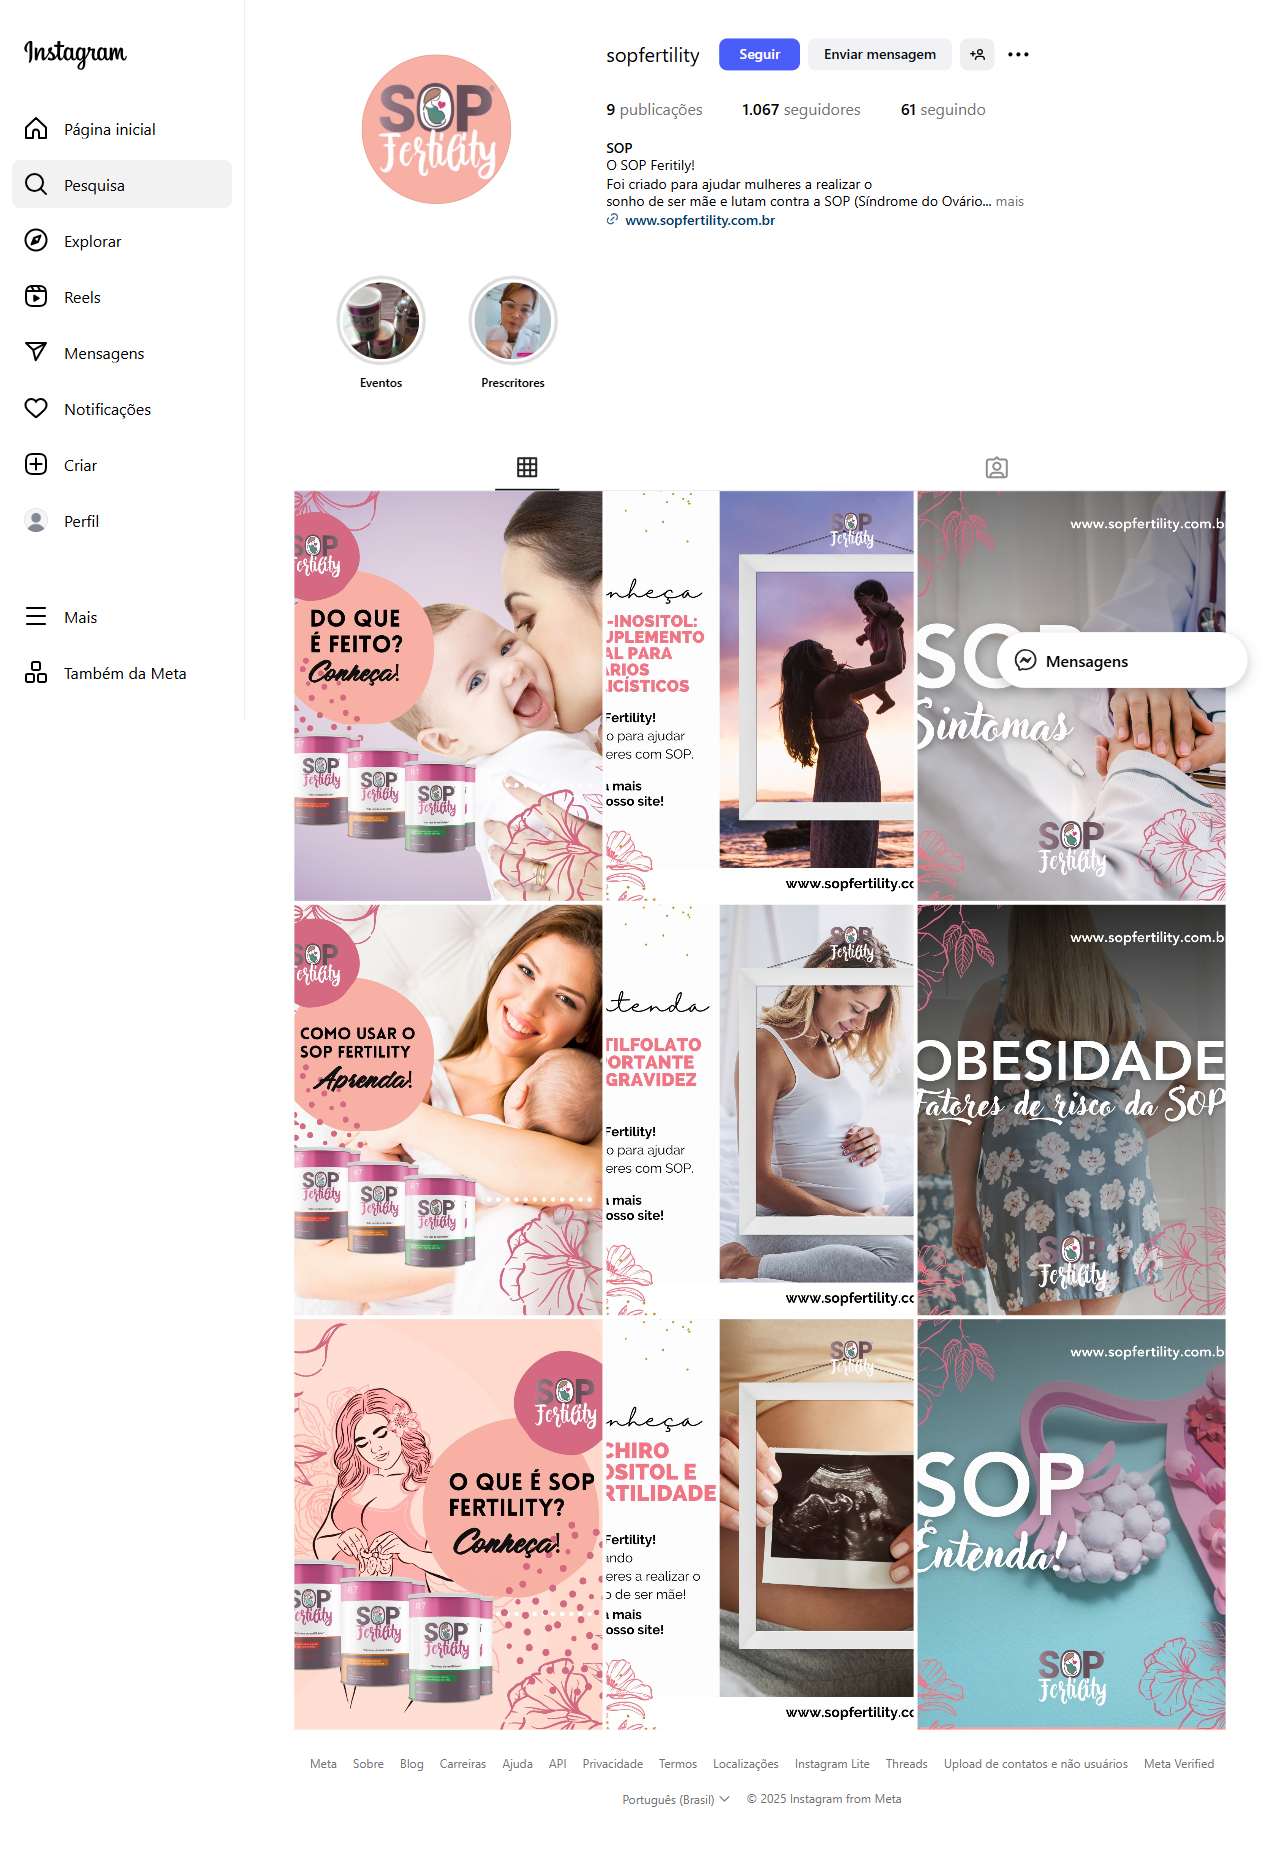 Instagram
Página inicial
Pesquisa
Explorar
Reels
Mensagens
Notificações
Criar
Perfil
Mais
Também da Meta
sopfertility
Seguir
Enviar mensagem
9 publicações
1.067 seguidores
61 seguindo
SOP
O SOP Feritily!
Foi criado para ajudar mulheres a realizar o
sonho de ser mãe e lutam contra a SOP (Síndrome do Ovário... mais
www.sopfertility.com.br
SOP
Fertility
Eventos
Prescritores
SOP
Fertility
DO QUE
É FEITO?
Conheça!
SOP
Fertility
SOP
Fertility
SOP
Fertility
nheça
-INOSITOL:
UPLEMENTO
AL PARA
ÁRIOS
ICÍSTICOS
Fertility!
o para ajudar
eres com SOP.
a mais
osso site!
SOP
Fertility
www.sopfertility.co
www.sopfertility.com.b
SOP
Sintomas
SOP
Fertility
Mensagens
SOP
Fertility
COMO USAR O
SOP FERTILITY
Aprenda!
SOP
Fertility
SOP
Fertility
SOP
Fertility
tenda
TILFOLATO
PORTANTE
GRAVIDEZ
Fertility!
o para ajudar
eres com SOP.
a mais
osso site!
SOP
Fertility
www.sopfertility.co
www.sopfertility.com.b
OBESIDADE
Fatores de risco da SOP
SOP
Fertility
SOP
Fertility
O QUE É SOP
FERTILITY?
Conheça!
SOP
Fertility
R7
SOP
Fertility
R7
SOP
Fertility
nheça
CHIRO
OSITOL E
RTILIDADE
Fertility!
ando
eres a realizar o
o de ser mãe!
a mais
osso site!
SOP
Fertility
www.sopfertility.co
www.sopfertility.com.b
SOP
Entenda!
SOP
Fertility
Meta
Sobre
Blog
Carreiras
Ajuda
API
Privacidade
Termos
Localizações
Instagram Lite
Threads
Upload de contatos e não usuários
Meta Verified
Português (Brasil)
© 2025 Instagram from Meta